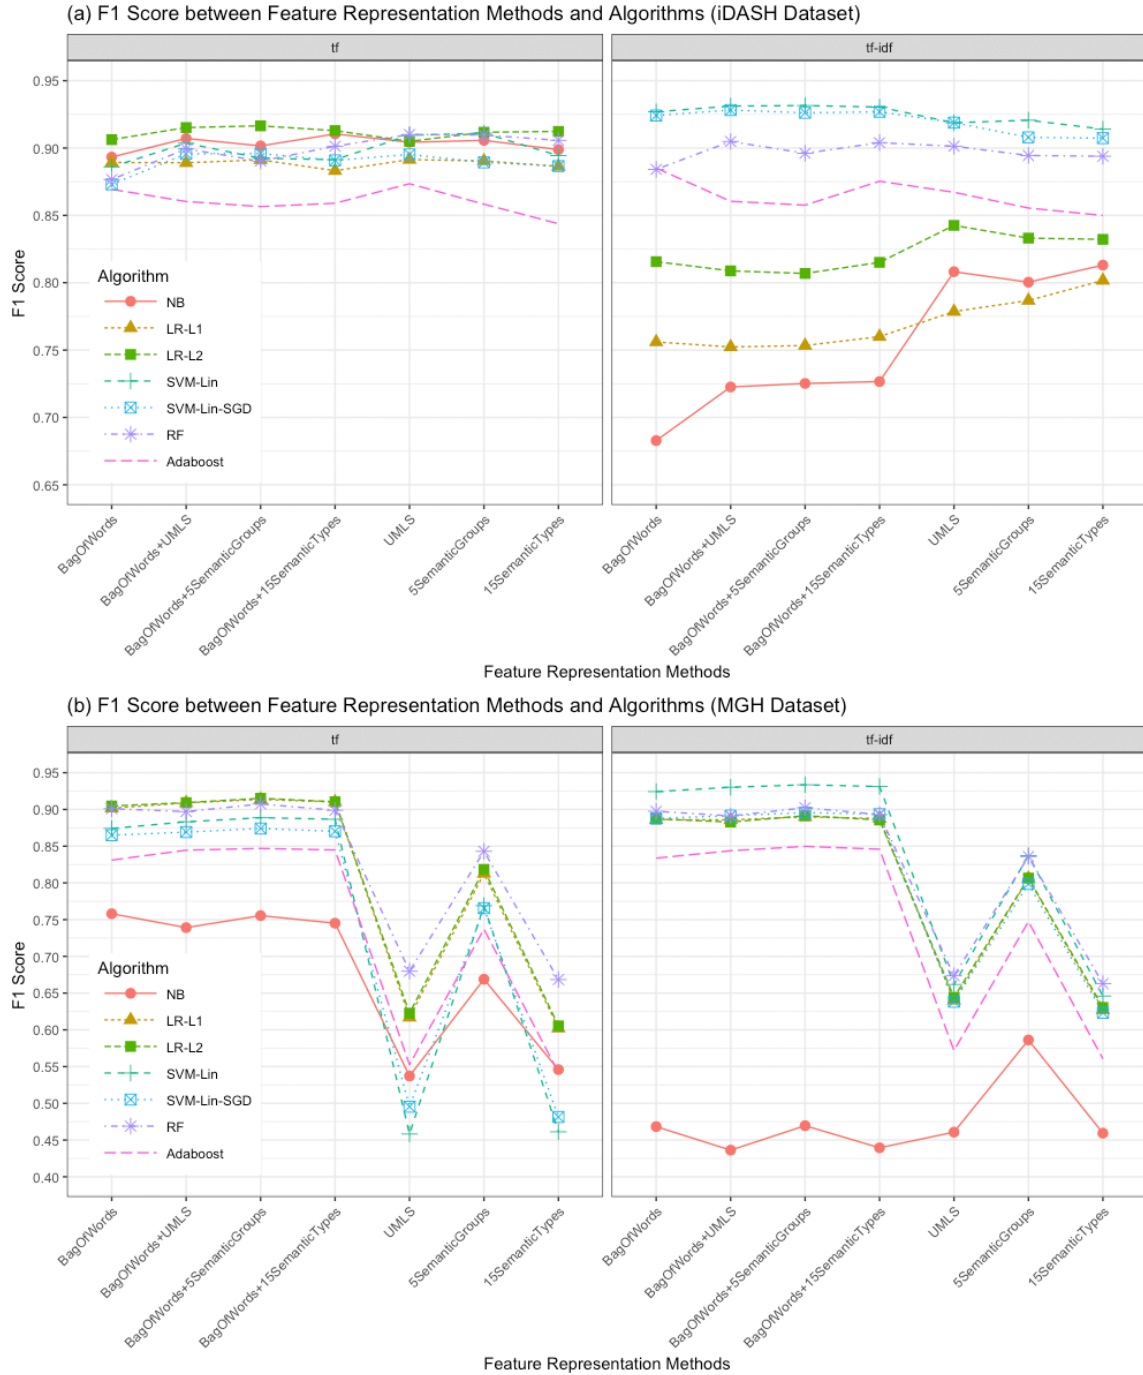 (a) F1 Score between Feature Representation Methods and Algorithms (iDASH Dataset)
tf
tf-idf
0.95
0.90
0.85
0.80
0.75
0.70
0.65
F1 Score
Algorithm
NB
LR-L1
LR-L2
SVM-Lin
SVM-Lin-SGD
RF
Adaboost
BagOfWords
BagOfWords+UMLS
BagOfWords+5SemanticGroups
BagOfWords+15SemanticTypes
UMLS
5SemanticGroups
15SemanticTypes
BagOfWords
BagOfWords+UMLS
BagOfWords+5SemanticGroups
BagOfWords+15SemanticTypes
UMLS
5SemanticGroups
15SemanticTypes
Feature Representation Methods
(b) F1 Score between Feature Representation Methods and Algorithms (MGH Dataset)
tf
tf-idf
0.95
0.90
0.85
0.80
0.75
0.70
0.65
0.60
0.55
0.50
0.45
0.40
F1 Score
Algorithm
NB
LR-L1
LR-L2
SVM-Lin
SVM-Lin-SGD
RF
Adaboost
BagOfWords
BagOfWords+UMLS
BagOfWords+5SemanticGroups
BagOfWords+15SemanticTypes
UMLS
5SemanticGroups
15SemanticTypes
BagOfWords
BagOfWords+UMLS
BagOfWords+5SemanticGroups
BagOfWords+15SemanticTypes
UMLS
5SemanticGroups
15SemanticTypes
Feature Representation Methods